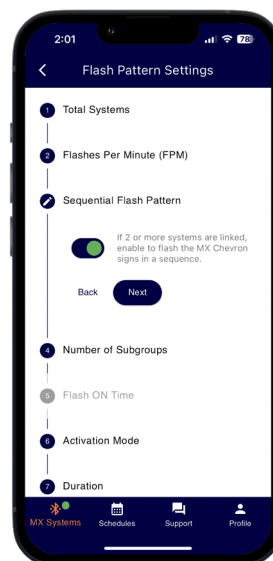 2:01
78
Flash Pattern Settings
1 Total Systems
2 Flashes Per Minute (FPM)
Sequential Flash Pattern
If 2 or more systems are linked,
enable to flash the MX Chevron
signs in a sequence.
Back Next
4 Number of Subgroups
5 Flash ON Time
6 Activation Mode
7 Duration
MX Systems Schedules Support Profile